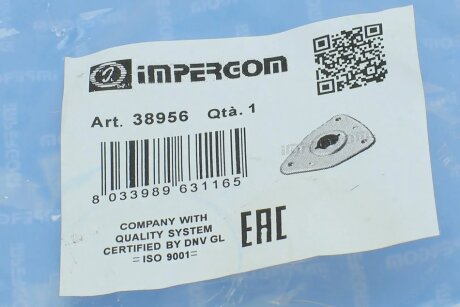 impergom
Art. 38956 Qtà. 1
8 033989 631165
COMPANY WITH
QUALITY SYSTEM
CERTIFIED BY DNV GL
= ISO 9001 =
EAC